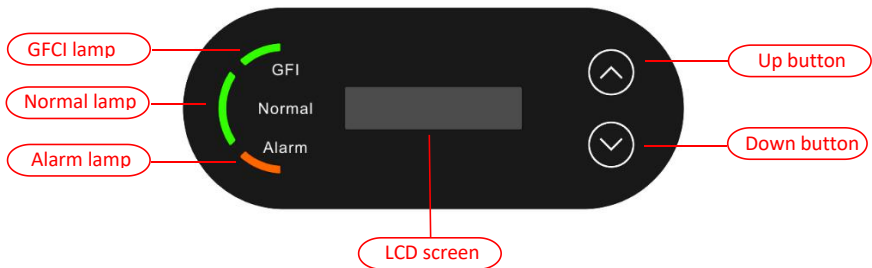 GFCI lamp
GFI
Up button
Normal lamp
Normal
Alarm lamp
Alarm
Down button
LCD screen